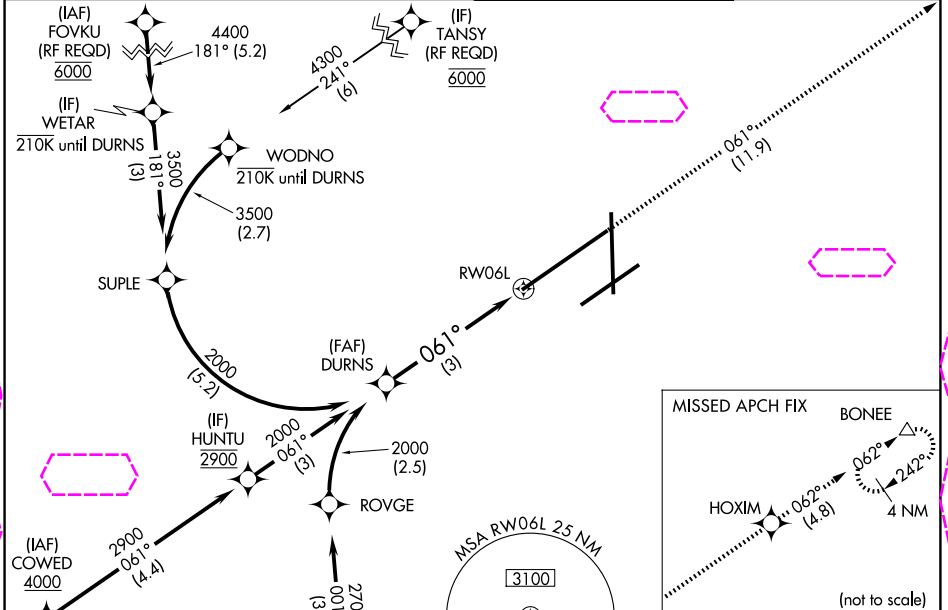 (IAF)
FOVKU
(RF REQD)
6000
4400
181° (5.2)
(IF)
TANSY
(RF REQD)
6000
4300
241°
(6)
(IF)
WETAR
210K until DURNS
3500
181°
(3)
WODNO
210K until DURNS
3500
(2.7)
061°
(11.9)
SUPLE
RW06L
2000
(5.2)
(FAF)
DURNS
061°
(3)
(IF)
HUNTU
2900
2000
061°
(3)
2000
(2.5)
ROVGE
(IAF)
COWED
4000
2900
061°
(4.4)
270
001
(3
MSA RW06L 25 NM
3100
MISSED APCH FIX
BONEE
062°
242°
4 NM
HOXIM
062°
(4.8)
(not to scale)